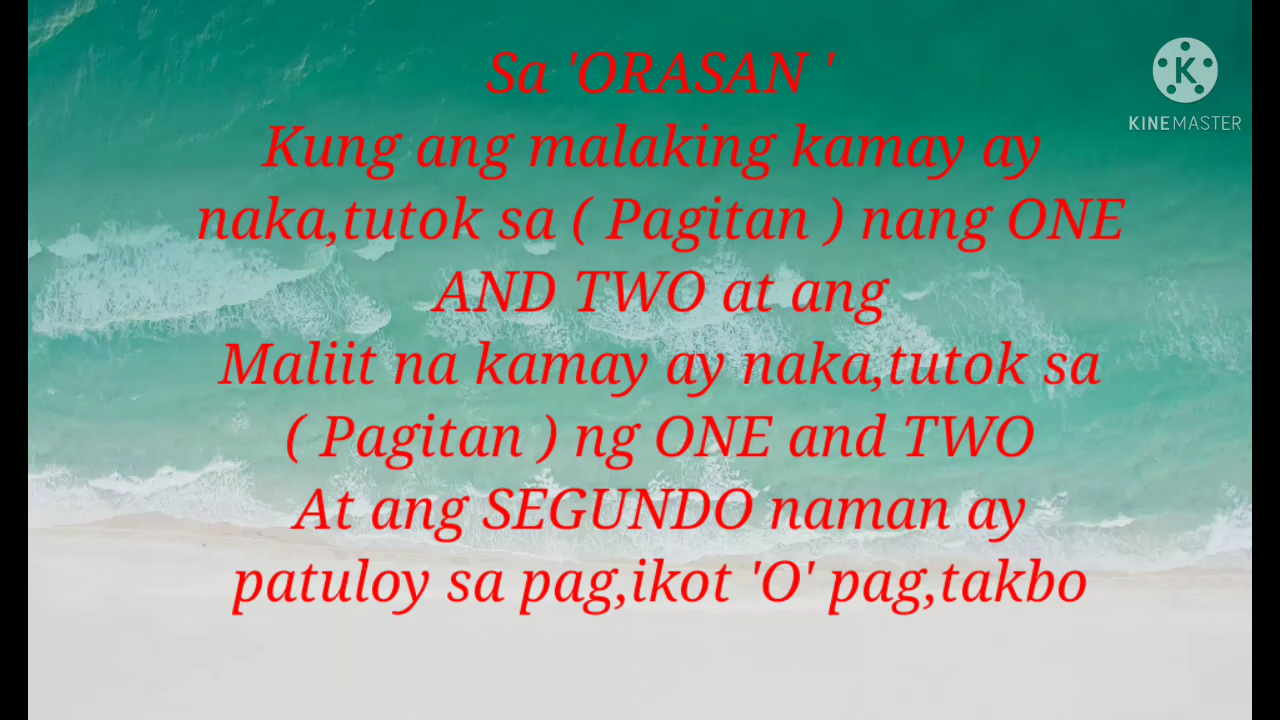 Sa 'ORASAN '
Kung ang malaking kamay ay
naka,tutok sa ( Pagitan ) nang ONE
AND TWO at ang
Maliit na kamay ay naka,tutok sa
( Pagitan ) ng ONE and TWO
At ang SEGUNDO naman ay
patuloy sa pag,ikot 'O' pag,takbo
K
KINEMASTER